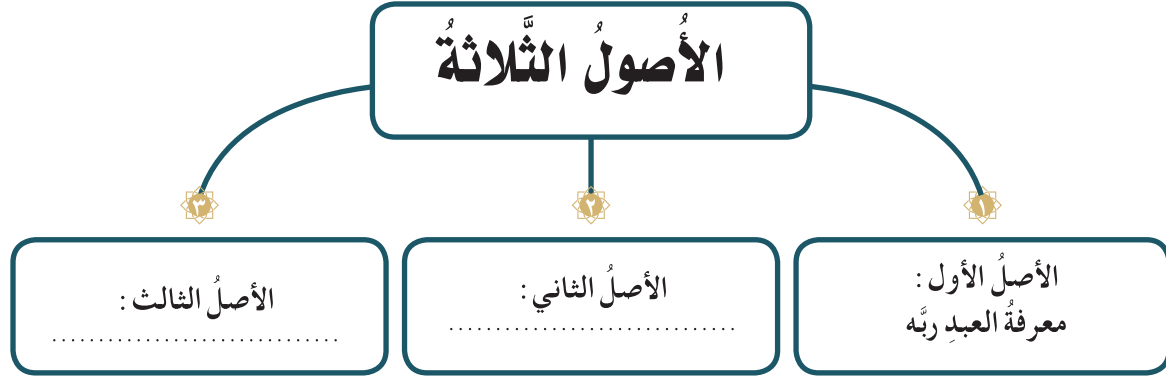 الأُصولُ الثَّلاثةُ
١
٢
٣
الأصلُ الأول :
معرفةُ العبدِ ربَّه
الأصلُ الثاني :
...............................
الأصلُ الثالث :
...............................